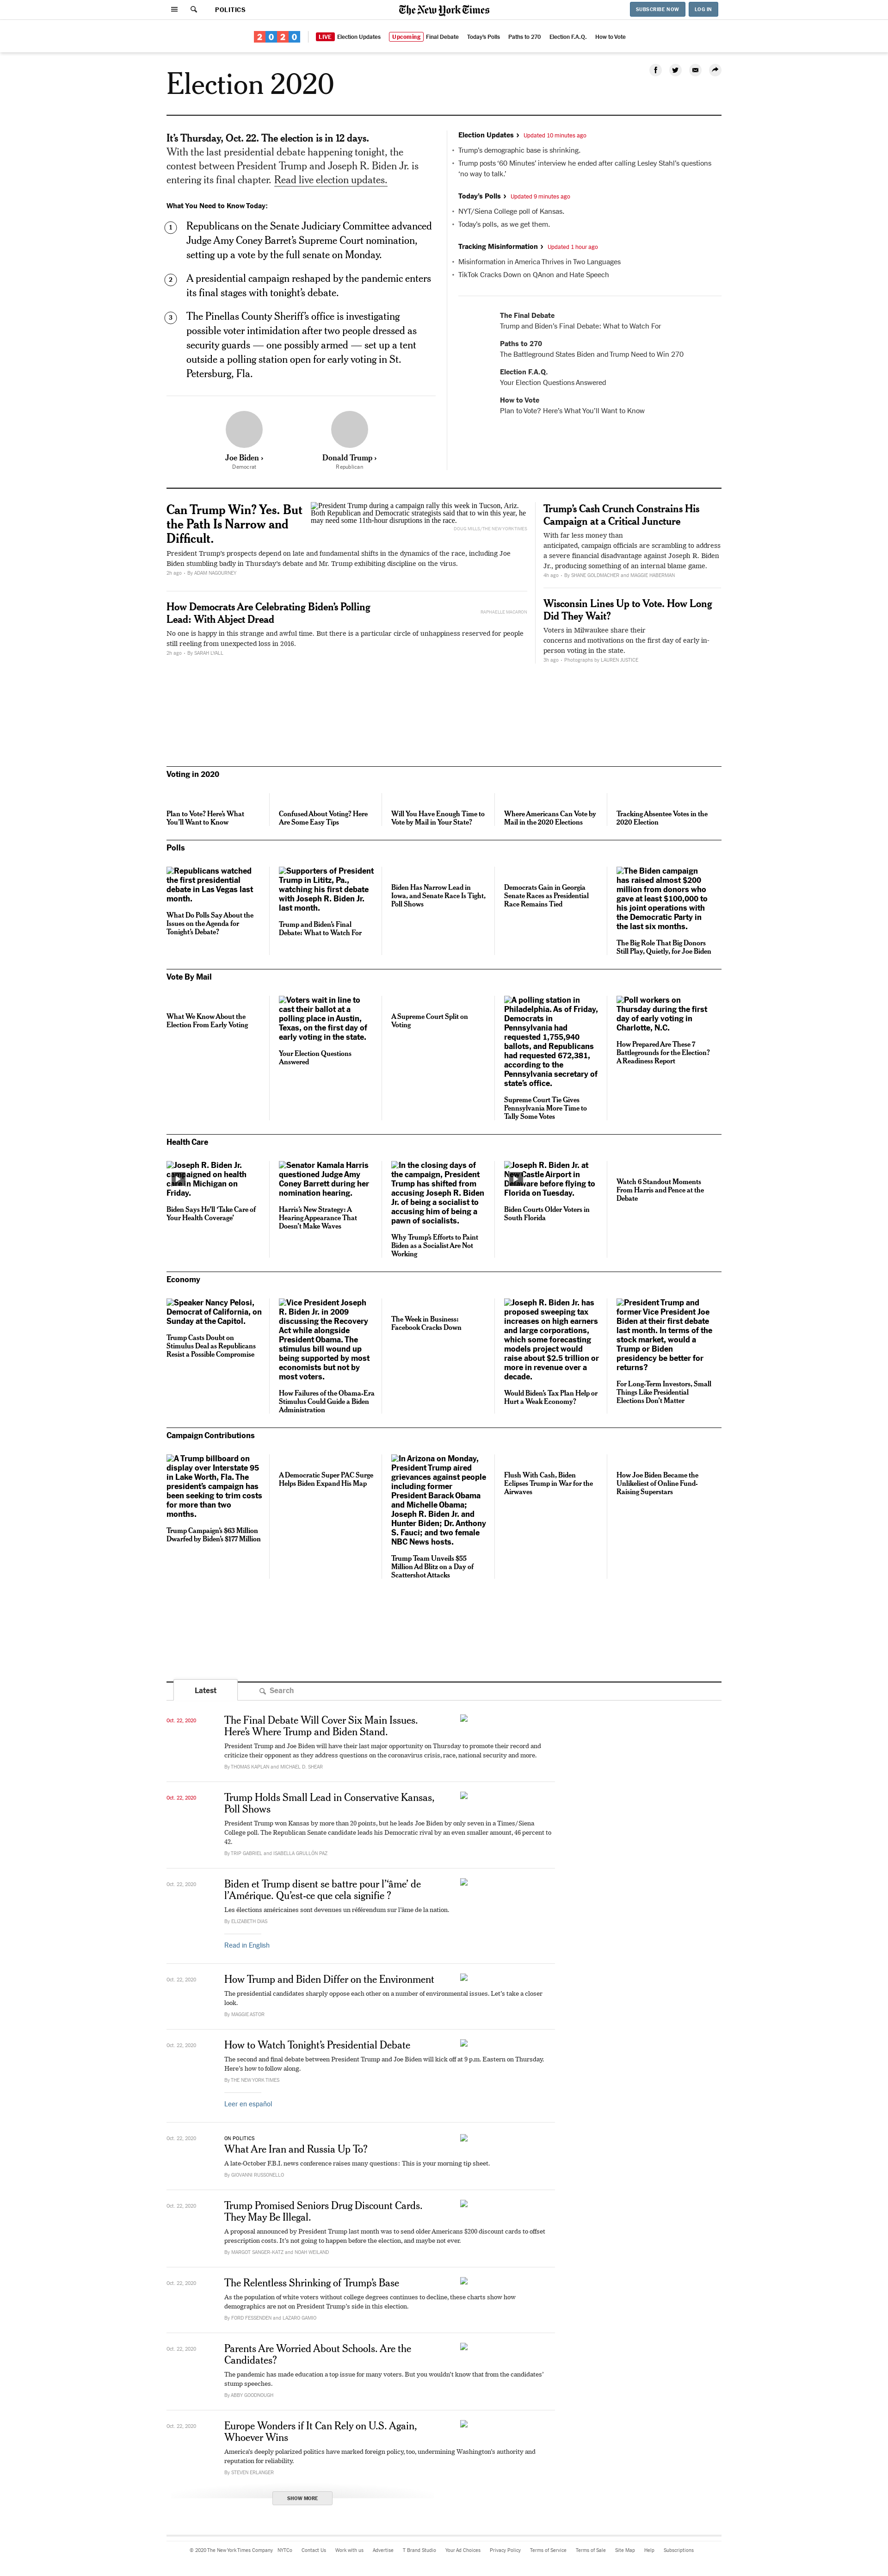 POLITICS
The New York Times
SUBSCRIBE NOW
LOG IN
2020
LIVE Election Updates
Upcoming Final Debate
Today's Polls
Paths to 270
Election F.A.Q.
How to Vote
Election 2020
It's Thursday, Oct. 22. The election is in 12 days.
With the last presidential debate happening tonight, the
contest between President Trump and Joseph R. Biden Jr. is
entering its final chapter. Read live election updates.
What You Need to Know Today:
1
Republicans on the Senate Judiciary Committee advanced
Judge Amy Coney Barret's Supreme Court nomination,
setting up a vote by the full senate on Monday.
2
A presidential campaign reshaped by the pandemic enters
its final stages with tonight's debate.
3
The Pinellas County Sheriff's office is investigating
possible voter intimidation after two people dressed as
security guards — one possibly armed — set up a tent
outside a polling station open for early voting in St.
Petersburg, Fla.
Joe Biden ›
Democrat
Donald Trump ›
Republican
Election Updates › Updated 10 minutes ago
• Trump's demographic base is shrinking.
• Trump posts '60 Minutes' interview he ended after calling Lesley Stahl's questions
'no way to talk.'
Today's Polls › Updated 9 minutes ago
• NYT/Siena College poll of Kansas.
• Today's polls, as we get them.
Tracking Misinformation › Updated 1 hour ago
• Misinformation in America Thrives in Two Languages
• TikTok Cracks Down on QAnon and Hate Speech
The Final Debate
Trump and Biden's Final Debate: What to Watch For
Paths to 270
The Battleground States Biden and Trump Need to Win 270
Election F.A.Q.
Your Election Questions Answered
How to Vote
Plan to Vote? Here's What You'll Want to Know
Can Trump Win? Yes. But
the Path Is Narrow and
Difficult.
President Trump during a campaign rally this week in Tucson, Ariz.
Both Republican and Democratic strategists said that to win this year, he
may need some 11th-hour disruptions in the race.
DOUG MILLS/THE NEW YORK TIMES
President Trump's prospects depend on late and fundamental shifts in the dynamics of the race, including Joe
Biden stumbling badly in Thursday's debate and Mr. Trump exhibiting discipline on the virus.
2h ago • By ADAM NAGOURNEY
How Democrats Are Celebrating Biden's Polling
Lead: With Abject Dread
RAPHAELLE MACARON
No one is happy in this strange and awful time. But there is a particular circle of unhappiness reserved for people
still reeling from unexpected loss in 2016.
2h ago • By SARAH LYALL
Trump's Cash Crunch Constrains His
Campaign at a Critical Juncture
With far less money than
anticipated, campaign officials are scrambling to address
a severe financial disadvantage against Joseph R. Biden
Jr., producing something of an internal blame game.
4h ago • By SHANE GOLDMACHER and MAGGIE HABERMAN
Wisconsin Lines Up to Vote. How Long
Did They Wait?
Voters in Milwaukee share their
concerns and motivations on the first day of early in-
person voting in the state.
3h ago • Photographs by LAUREN JUSTICE
Voting in 2020
Plan to Vote? Here's What
You'll Want to Know
Confused About Voting? Here
Are Some Easy Tips
Will You Have Enough Time to
Vote by Mail in Your State?
Where Americans Can Vote by
Mail in the 2020 Elections
Tracking Absentee Votes in the
2020 Election
Polls
Republicans watched
the first presidential
debate in Las Vegas last
month.
What Do Polls Say About the
Issues on the Agenda for
Tonight's Debate?
Supporters of President
Trump in Lititz, Pa.,
watching his first debate
with Joseph R. Biden Jr.
last month.
Trump and Biden's Final
Debate: What to Watch For
Biden Has Narrow Lead in
Iowa, and Senate Race Is Tight,
Poll Shows
Democrats Gain in Georgia
Senate Races as Presidential
Race Remains Tied
The Biden campaign
has raised almost $200
million from donors who
gave at least $100,000 to
his joint operations with
the Democratic Party in
the last six months.
The Big Role That Big Donors
Still Play, Quietly, for Joe Biden
Vote By Mail
What We Know About the
Election From Early Voting
Voters wait in line to
cast their ballot at a
polling place in Austin,
Texas, on the first day of
early voting in the state.
Your Election Questions
Answered
A Supreme Court Split on
Voting
A polling station in
Philadelphia. As of Friday,
Democrats in
Pennsylvania had
requested 1,755,940
ballots, and Republicans
had requested 672,381,
according to the
Pennsylvania secretary of
state's office.
Supreme Court Tie Gives
Pennsylvania More Time to
Tally Some Votes
Poll workers on
Thursday during the first
day of early voting in
Charlotte, N.C.
How Prepared Are These 7
Battlegrounds for the Election?
A Readiness Report
Health Care
Joseph R. Biden Jr.
campaigned on health
care in Michigan on
Friday.
Biden Says He'll 'Take Care of
Your Health Coverage'
Senator Kamala Harris
questioned Judge Amy
Coney Barrett during her
nomination hearing.
Harris's New Strategy: A
Hearing Appearance That
Doesn't Make Waves
In the closing days of
the campaign, President
Trump has shifted from
accusing Joseph R. Biden
Jr. of being a socialist to
accusing him of being a
pawn of socialists.
Why Trump's Efforts to Paint
Biden as a Socialist Are Not
Working
Joseph R. Biden Jr. at
New Castle Airport in
Delaware before flying to
Florida on Tuesday.
Biden Courts Older Voters in
South Florida
Watch 6 Standout Moments
From Harris and Pence at the
Debate
Economy
Speaker Nancy Pelosi,
Democrat of California, on
Sunday at the Capitol.
Trump Casts Doubt on
Stimulus Deal as Republicans
Resist a Possible Compromise
Vice President Joseph
R. Biden Jr. in 2009
discussing the Recovery
Act while alongside
President Obama. The
stimulus bill wound up
being supported by most
economists but not by
most voters.
How Failures of the Obama-Era
Stimulus Could Guide a Biden
Administration
The Week in Business:
Facebook Cracks Down
Joseph R. Biden Jr. has
proposed sweeping tax
increases on high earners
and large corporations,
which some forecasting
models project would
raise about $2.5 trillion or
more in revenue over a
decade.
Would Biden's Tax Plan Help or
Hurt a Weak Economy?
President Trump and
former Vice President Joe
Biden at their first debate
last month. In terms of the
stock market, would a
Trump or Biden
presidency be better for
returns?
For Long-Term Investors, Small
Things Like Presidential
Elections Don't Matter
Campaign Contributions
A Trump billboard on
display over Interstate 95
in Lake Worth, Fla. The
president's campaign has
been seeking to trim costs
for more than two
months.
Trump Campaign's $63 Million
Dwarfed by Biden's $177 Million
A Democratic Super PAC Surge
Helps Biden Expand His Map
In Arizona on Monday,
President Trump aired
grievances against people
including former
President Barack Obama
and Michelle Obama;
Joseph R. Biden Jr. and
Hunter Biden; Dr. Anthony
S. Fauci; and two female
NBC News hosts.
Trump Team Unveils $55
Million Ad Blitz on a Day of
Scattershot Attacks
Flush With Cash, Biden
Eclipses Trump in War for the
Airwaves
How Joe Biden Became the
Unlikeliest of Online Fund-
Raising Superstars
Latest
Search
Oct. 22, 2020
The Final Debate Will Cover Six Main Issues.
Here's Where Trump and Biden Stand.
President Trump and Joe Biden will have their last major opportunity on Thursday to promote their record and
criticize their opponent as they address questions on the coronavirus crisis, race, national security and more.
By THOMAS KAPLAN and MICHAEL D. SHEAR
Oct. 22, 2020
Trump Holds Small Lead in Conservative Kansas,
Poll Shows
President Trump won Kansas by more than 20 points, but he leads Joe Biden by only seven in a Times/Siena
College poll. The Republican Senate candidate leads his Democratic rival by an even smaller amount, 46 percent to
42.
By TRIP GABRIEL and ISABELLA GRULLÓN PAZ
Oct. 22, 2020
Biden et Trump disent se battre pour l'‘âme' de
l'Amérique. Qu'est-ce que cela signifie ?
Les élections américaines sont devenues un référendum sur l'âme de la nation.
By ELIZABETH DIAS
Read in English
Oct. 22, 2020
How Trump and Biden Differ on the Environment
The presidential candidates sharply oppose each other on a number of environmental issues. Let's take a closer
look.
By MAGGIE ASTOR
Oct. 22, 2020
How to Watch Tonight's Presidential Debate
The second and final debate between President Trump and Joe Biden will kick off at 9 p.m. Eastern on Thursday.
Here's how to follow along.
By THE NEW YORK TIMES
Leer en español
Oct. 22, 2020
ON POLITICS
What Are Iran and Russia Up To?
A late-October F.B.I. news conference raises many questions: This is your morning tip sheet.
By GIOVANNI RUSSONELLO
Oct. 22, 2020
Trump Promised Seniors Drug Discount Cards.
They May Be Illegal.
A proposal announced by President Trump last month was to send older Americans $200 discount cards to offset
prescription costs. It's not going to happen before the election, and maybe not ever.
By MARGOT SANGER-KATZ and NOAH WEILAND
Oct. 22, 2020
The Relentless Shrinking of Trump's Base
As the population of white voters without college degrees continues to decline, these charts show how
demographics are not on President Trump's side in this election.
By FORD FESSENDEN and LAZARO GAMIO
Oct. 22, 2020
Parents Are Worried About Schools. Are the
Candidates?
The pandemic has made education a top issue for many voters. But you wouldn't know that from the candidates'
stump speeches.
By ABBY GOODNOUGH
Oct. 22, 2020
Europe Wonders if It Can Rely on U.S. Again,
Whoever Wins
America's deeply polarized politics have marked foreign policy, too, undermining Washington's authority and
reputation for reliability.
By STEVEN ERLANGER
SHOW MORE
© 2020 The New York Times Company
NYTCo
Contact Us
Work with us
Advertise
T Brand Studio
Your Ad Choices
Privacy Policy
Terms of Service
Terms of Sale
Site Map
Help
Subscriptions